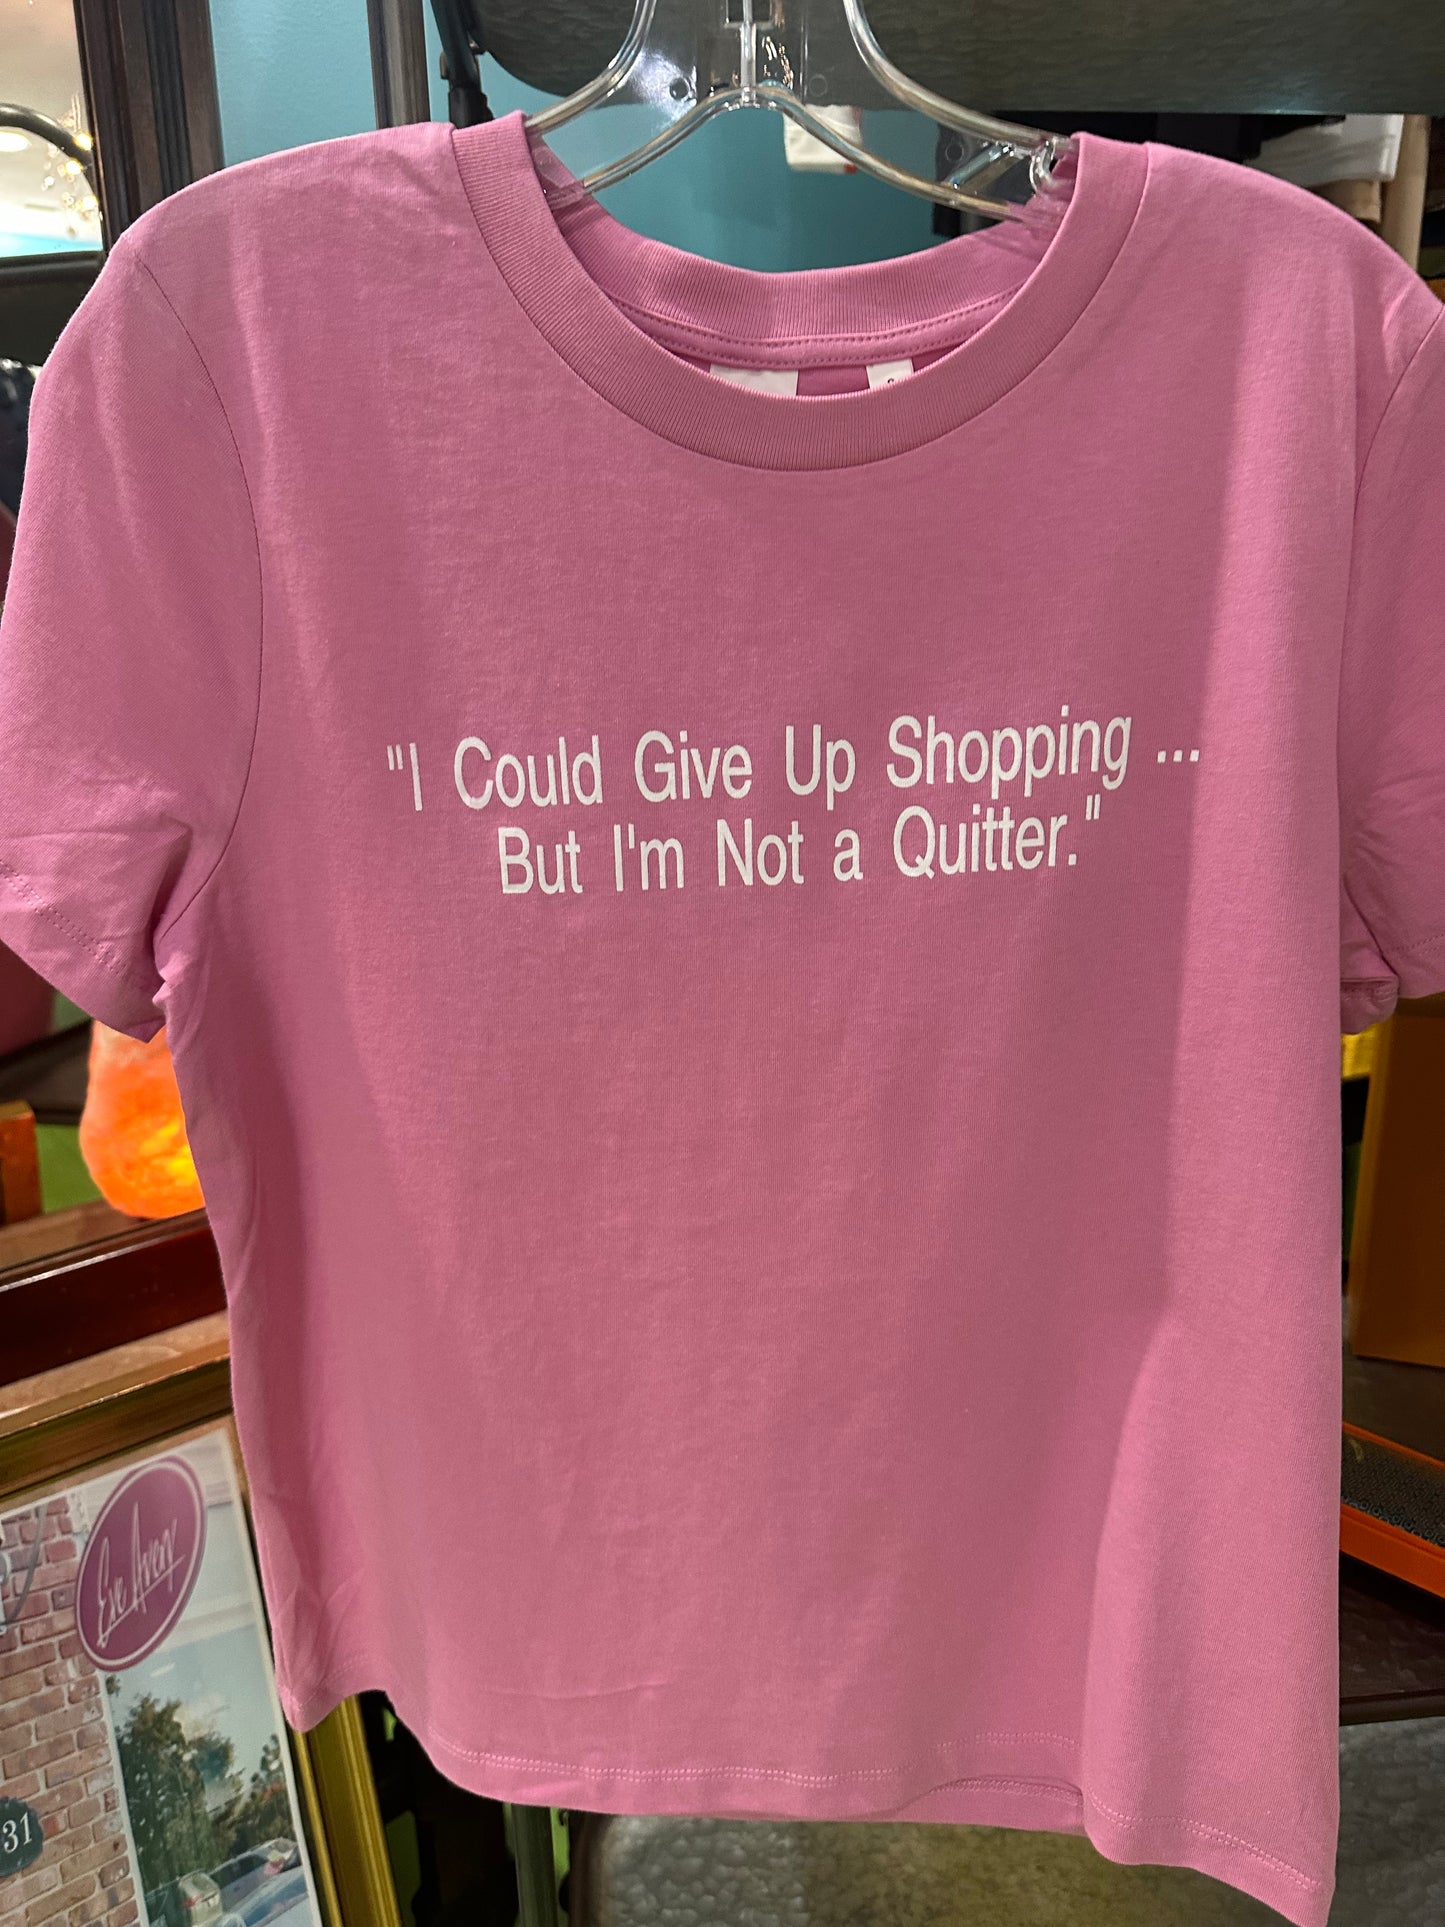 "I Could Give Up Shopping ...
But I'm Not a Quitter."
Eve Avery
31